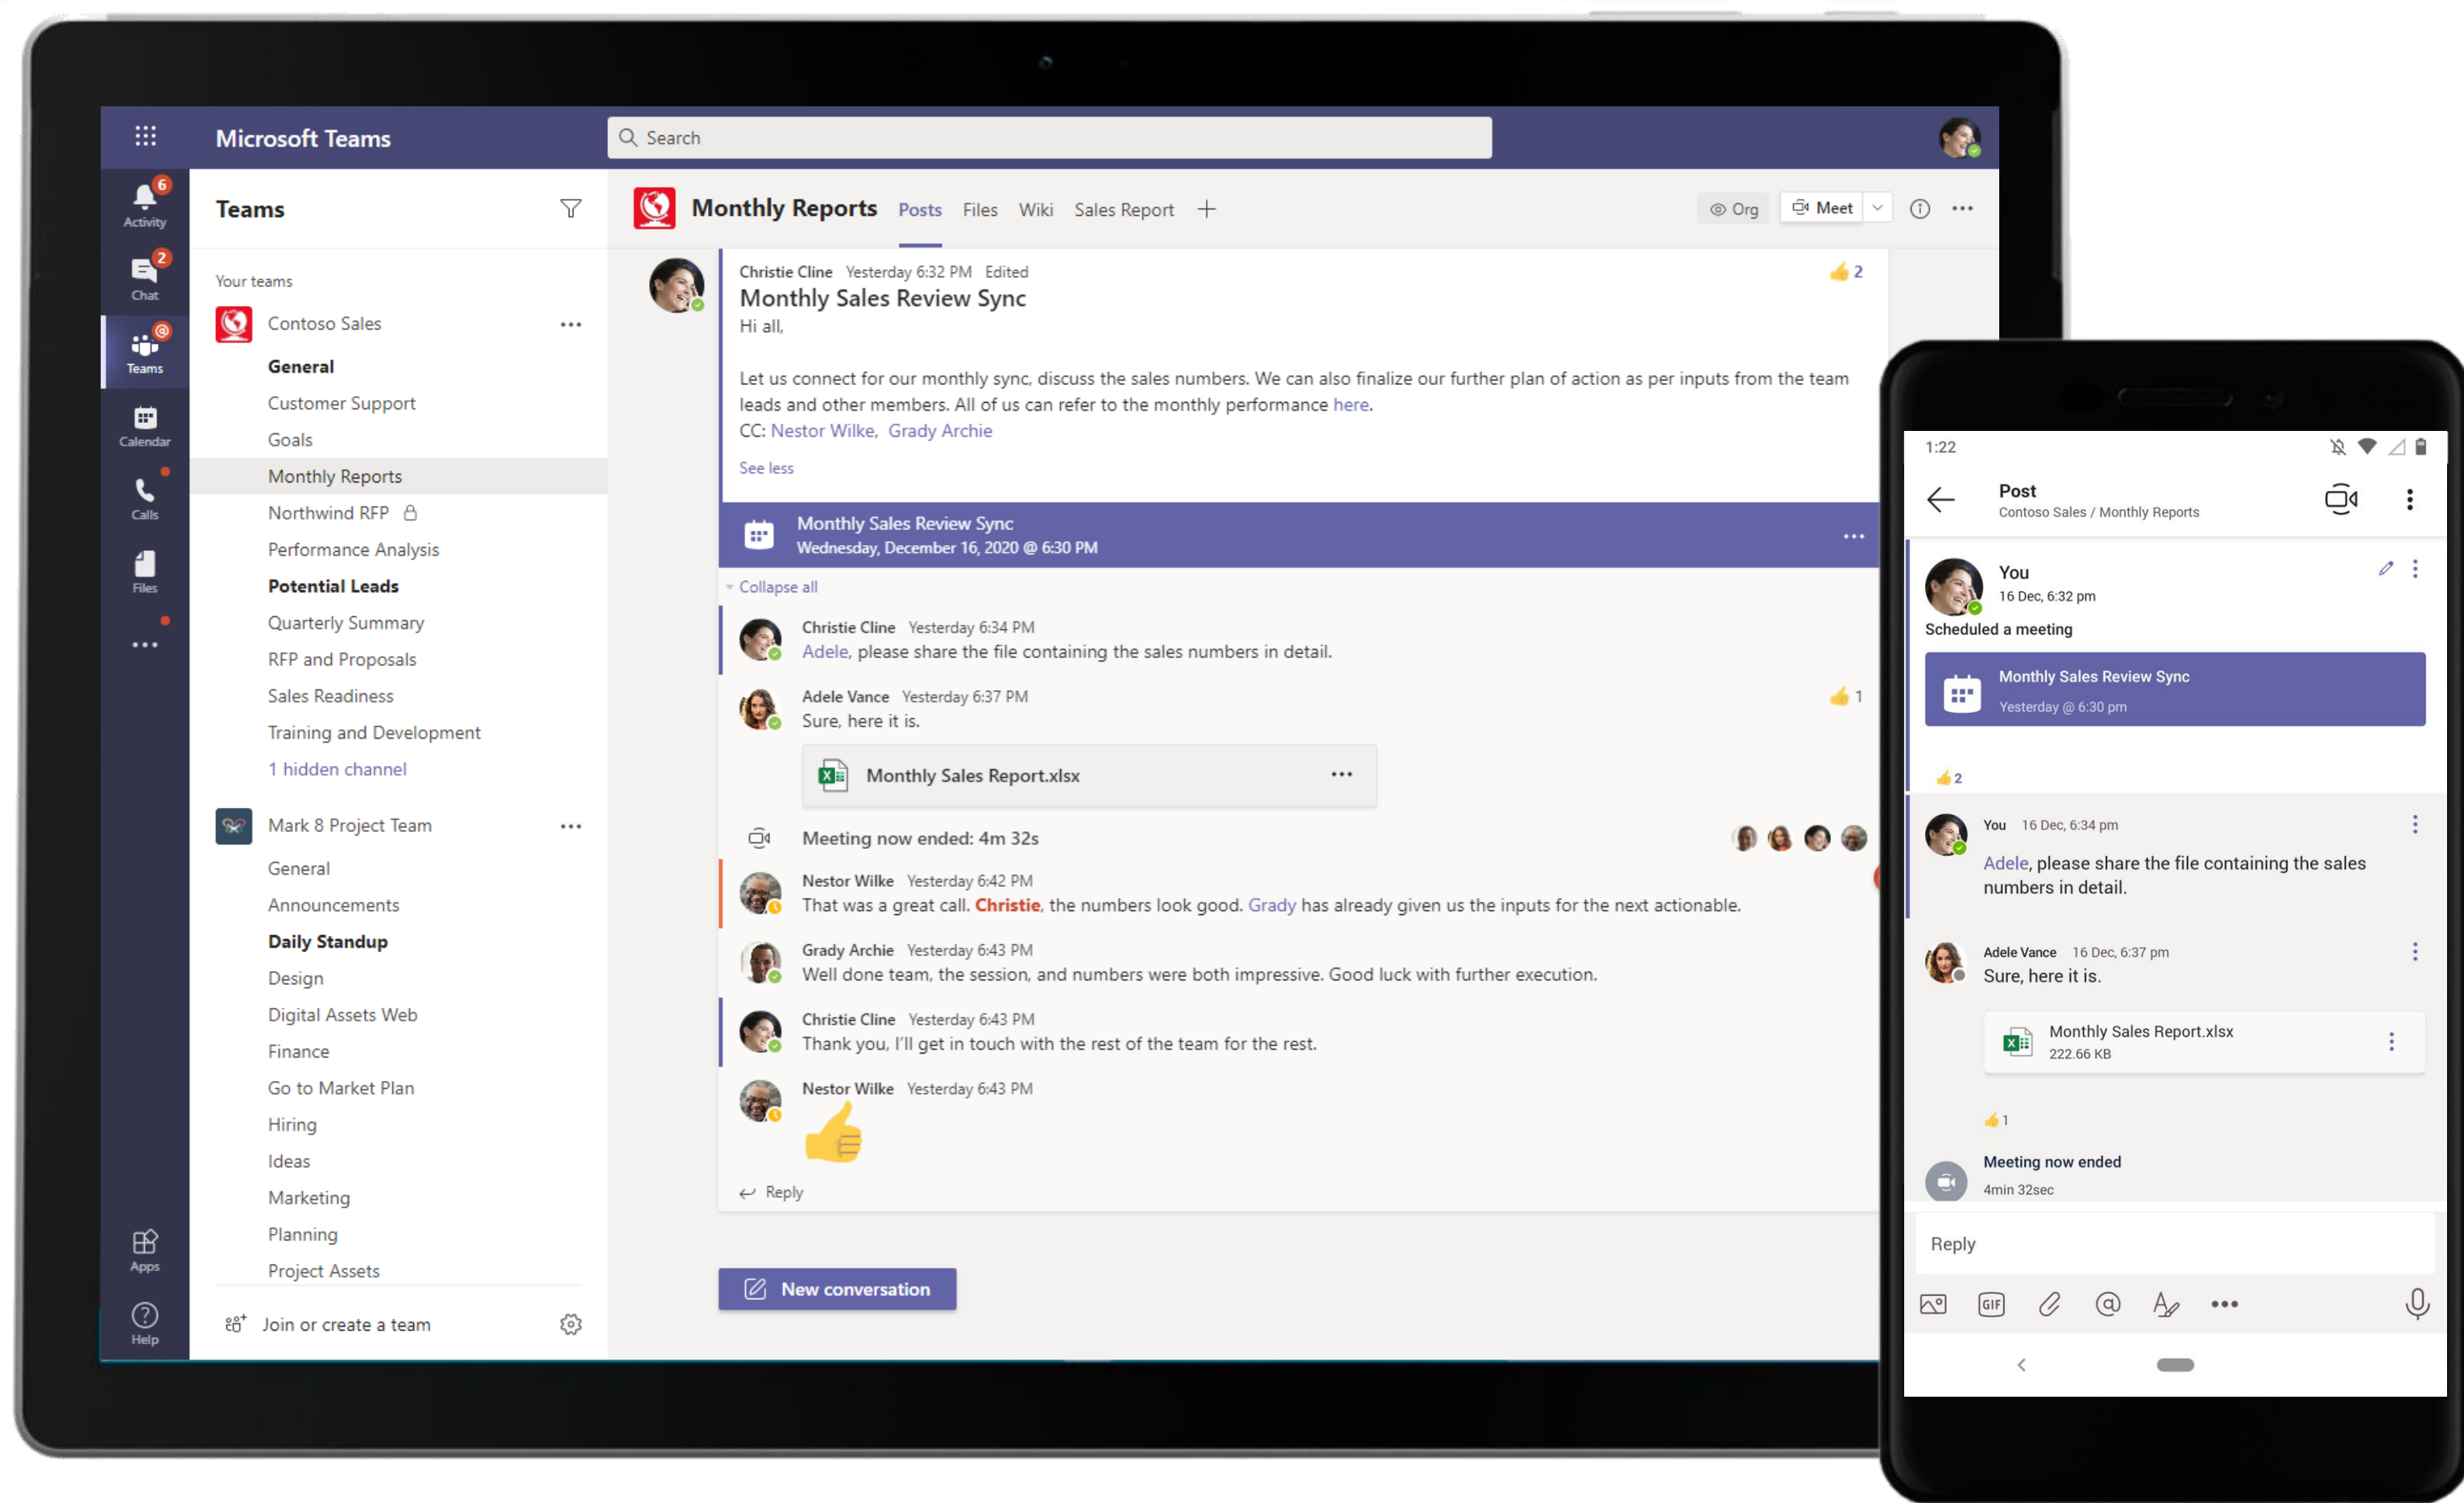 Microsoft Teams
Search
6
Activity
2
Chat
@
Teams
Calendar
Calls
Files
Apps
Help
Teams
Your teams
Contoso Sales
General
Customer Support
Goals
Monthly Reports
Northwind RFP
Performance Analysis
Potential Leads
Quarterly Summary
RFP and Proposals
Sales Readiness
Training and Development
1 hidden channel
Mark 8 Project Team
General
Announcements
Daily Standup
Design
Digital Assets Web
Finance
Go to Market Plan
Hiring
Ideas
Marketing
Planning
Project Assets
Join or create a team
Monthly Reports Posts Files Wiki Sales Report
Org Meet
Christie Cline Yesterday 6:32 PM Edited 2
Monthly Sales Review Sync
Hi all,
Let us connect for our monthly sync, discuss the sales numbers. We can also finalize our further plan of action as per inputs from the team
leads and other members. All of us can refer to the monthly performance here.
CC: Nestor Wilke, Grady Archie
See less
Monthly Sales Review Sync
Wednesday, December 16, 2020 @ 6:30 PM
Collapse all
Christie Cline Yesterday 6:34 PM
Adele, please share the file containing the sales numbers in detail.
Adele Vance Yesterday 6:37 PM 1
Sure, here it is.
Monthly Sales Report.xlsx
Meeting now ended: 4m 32s
Nestor Wilke Yesterday 6:42 PM
That was a great call. Christie, the numbers look good. Grady has already given us the inputs for the next actionable.
Grady Archie Yesterday 6:43 PM
Well done team, the session, and numbers were both impressive. Good luck with further execution.
Christie Cline Yesterday 6:43 PM
Thank you, I'll get in touch with the rest of the team for the rest.
Nestor Wilke Yesterday 6:43 PM
Reply
New conversation
1:22
Post
Contoso Sales / Monthly Reports
You
16 Dec, 6:32 pm
Scheduled a meeting
Monthly Sales Review Sync
Yesterday @ 6:30 pm
2
You 16 Dec, 6:34 pm
Adele, please share the file containing the sales
numbers in detail.
Adele Vance 16 Dec, 6:37 pm
Sure, here it is.
Monthly Sales Report.xlsx
222.66 KB
1
Meeting now ended
4min 32sec
Reply
GIF